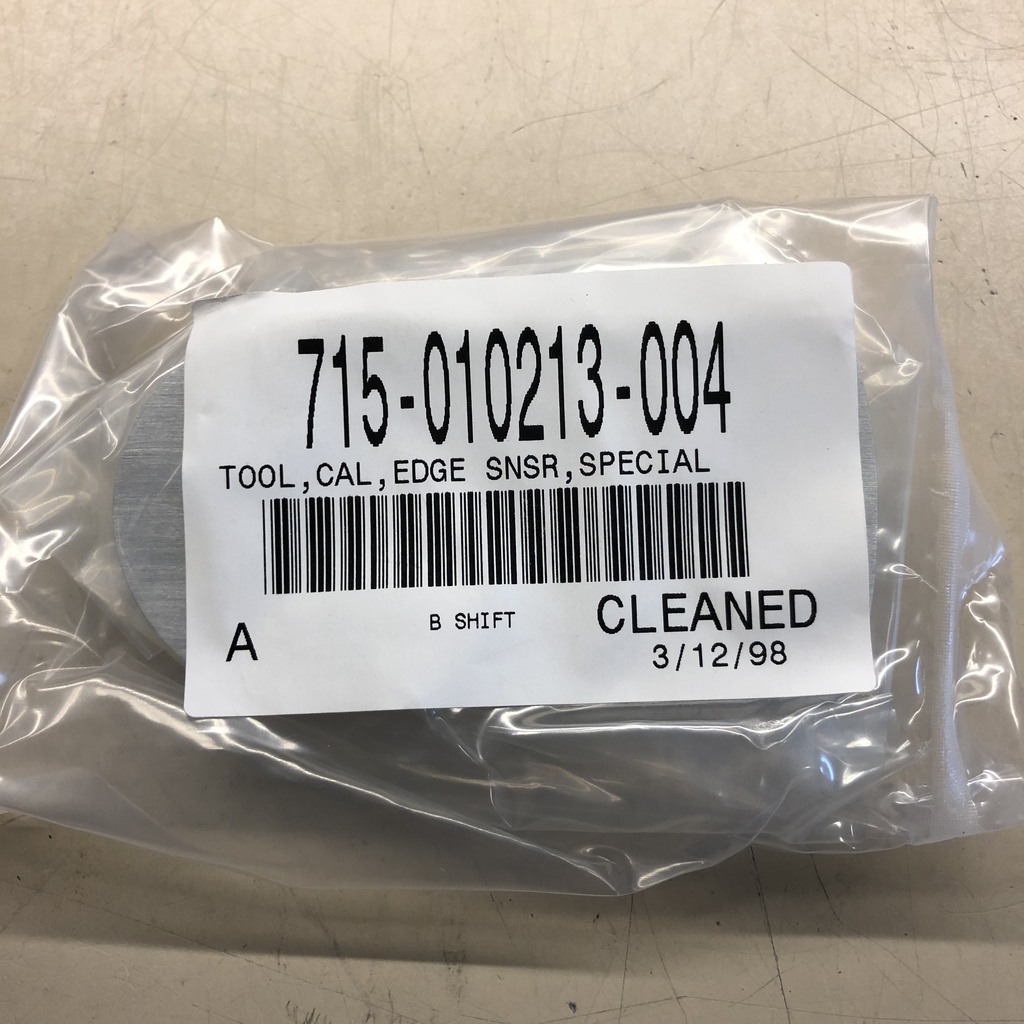 715-010213-004
TOOL,CAL,EDGE SNSR,SPECIAL
A
B SHIFT
CLEANED
3/12/98